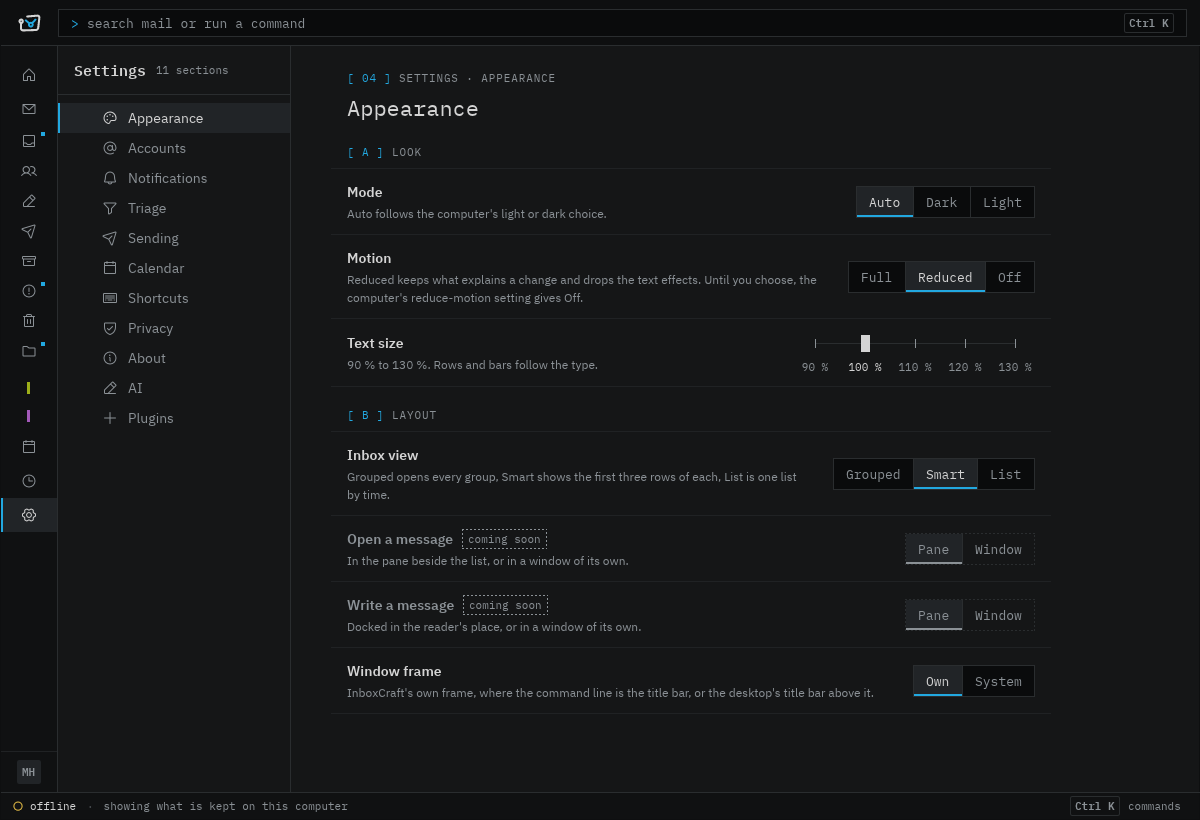 > search mail or run a command
Ctrl K
Settings 11 sections
Appearance
Accounts
Notifications
Triage
Sending
Calendar
Shortcuts
Privacy
About
AI
Plugins
[ 04 ] SETTINGS · APPEARANCE
Appearance
[ A ] LOOK
Mode
Auto follows the computer's light or dark choice.
Auto Dark Light
Motion
Reduced keeps what explains a change and drops the text effects. Until you choose, the
computer's reduce-motion setting gives Off.
Full Reduced Off
Text size
90 % to 130 %. Rows and bars follow the type.
90 % 100 % 110 % 120 % 130 %
[ B ] LAYOUT
Inbox view
Grouped opens every group, Smart shows the first three rows of each, List is one list
by time.
Grouped Smart List
Open a message coming soon
In the pane beside the list, or in a window of its own.
Pane Window
Write a message coming soon
Docked in the reader's place, or in a window of its own.
Pane Window
Window frame
InboxCraft's own frame, where the command line is the title bar, or the desktop's title bar above it.
Own System
MH
offline · showing what is kept on this computer
Ctrl K commands